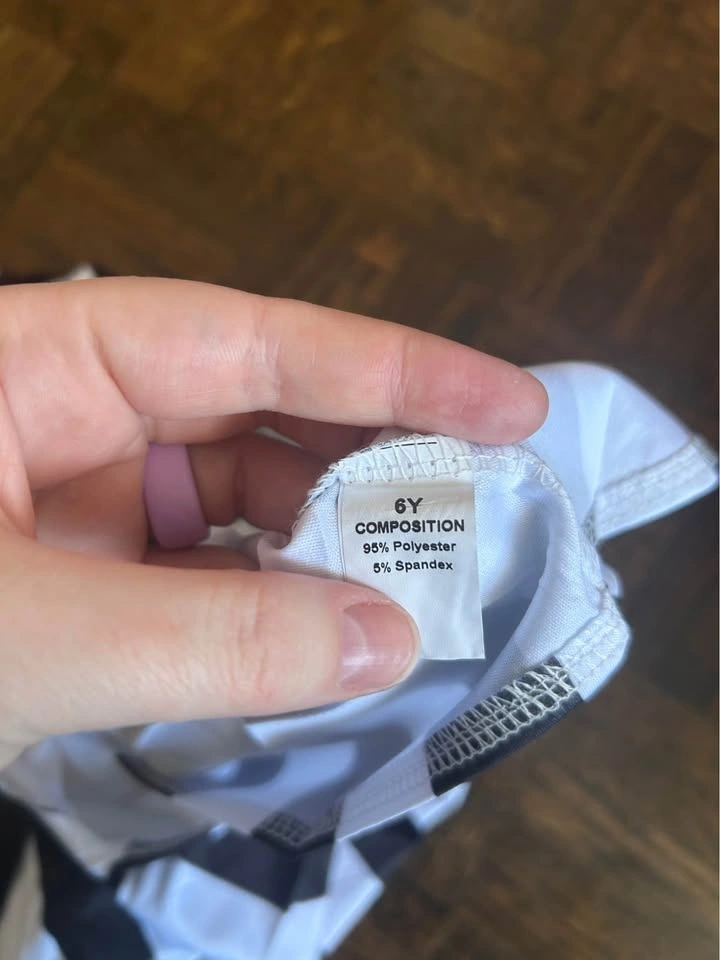 6Y
COMPOSITION
95% Polyester
5% Spandex